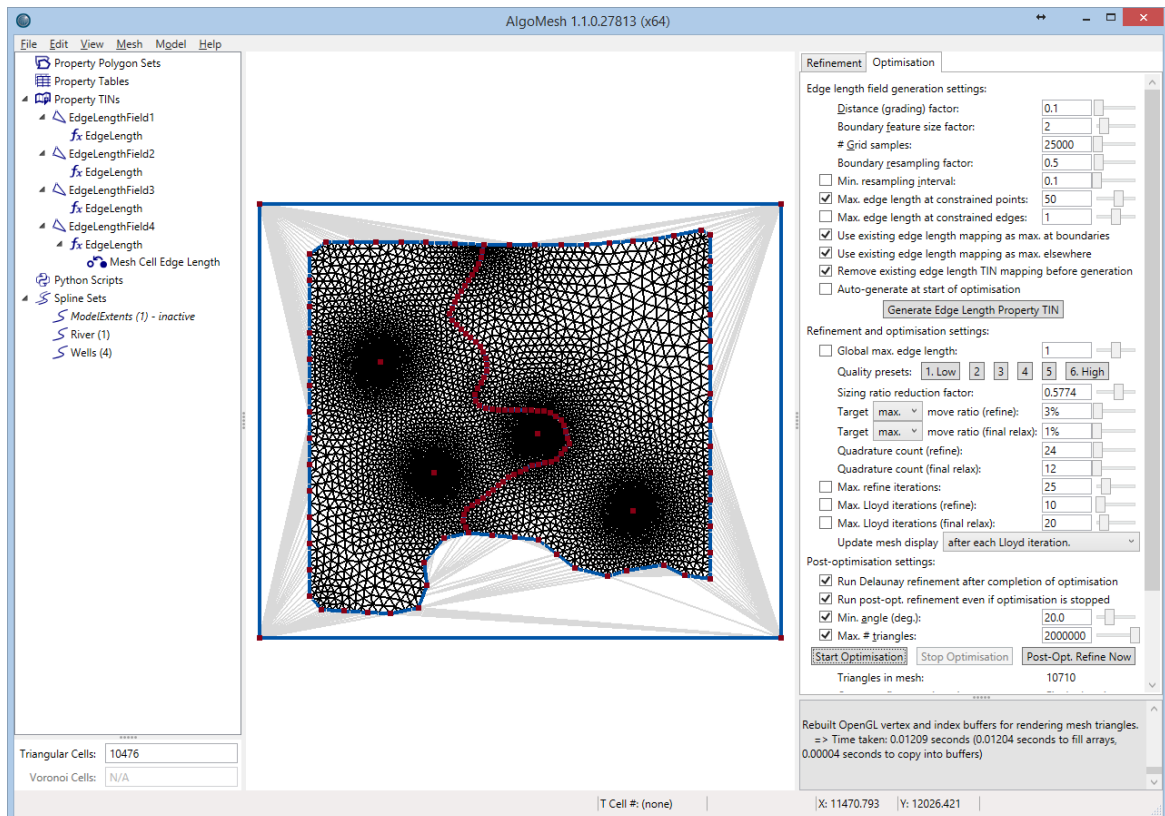 AlgoMesh 1.1.0.27813 (x64)
File Edit View Mesh Model Help
Property Polygon Sets
Property Tables
Property TINs
EdgeLengthField1
fx EdgeLength
EdgeLengthField2
fx EdgeLength
EdgeLengthField3
fx EdgeLength
EdgeLengthField4
fx EdgeLength
Mesh Cell Edge Length
Python Scripts
Spline Sets
ModelExtents (1) - inactive
River (1)
Wells (4)
Triangular Cells: 10476
Voronoi Cells: N/A
Refinement Optimisation
Edge length field generation settings:
Distance (grading) factor: 0.1
Boundary feature size factor: 2
# Grid samples: 25000
Boundary resampling factor: 0.5
Min. resampling interval: 0.1
Max. edge length at constrained points: 50
Max. edge length at constrained edges: 1
Use existing edge length mapping as max. at boundaries
Use existing edge length mapping as max. elsewhere
Remove existing edge length TIN mapping before generation
Auto-generate at start of optimisation
Generate Edge Length Property TIN
Refinement and optimisation settings:
Global max. edge length: 1
Quality presets: 1. Low 2 3 4 5 6. High
Sizing ratio reduction factor: 0.5774
Target max. move ratio (refine): 3%
Target max. move ratio (final relax): 1%
Quadrature count (refine): 24
Quadrature count (final relax): 12
Max. refine iterations: 25
Max. Lloyd iterations (refine): 10
Max. Lloyd iterations (final relax): 20
Update mesh display after each Lloyd iteration.
Post-optimisation settings:
Run Delaunay refinement after completion of optimisation
Run post-opt. refinement even if optimisation is stopped
Min. angle (deg.): 20.0
Max. # triangles: 2000000
Start Optimisation Stop Optimisation Post-Opt. Refine Now
Triangles in mesh: 10710
Rebuilt OpenGL vertex and index buffers for rendering mesh triangles.
=> Time taken: 0.01209 seconds (0.01204 seconds to fill arrays,
0.00004 seconds to copy into buffers)
T Cell #: (none) X: 11470.793 Y: 12026.421